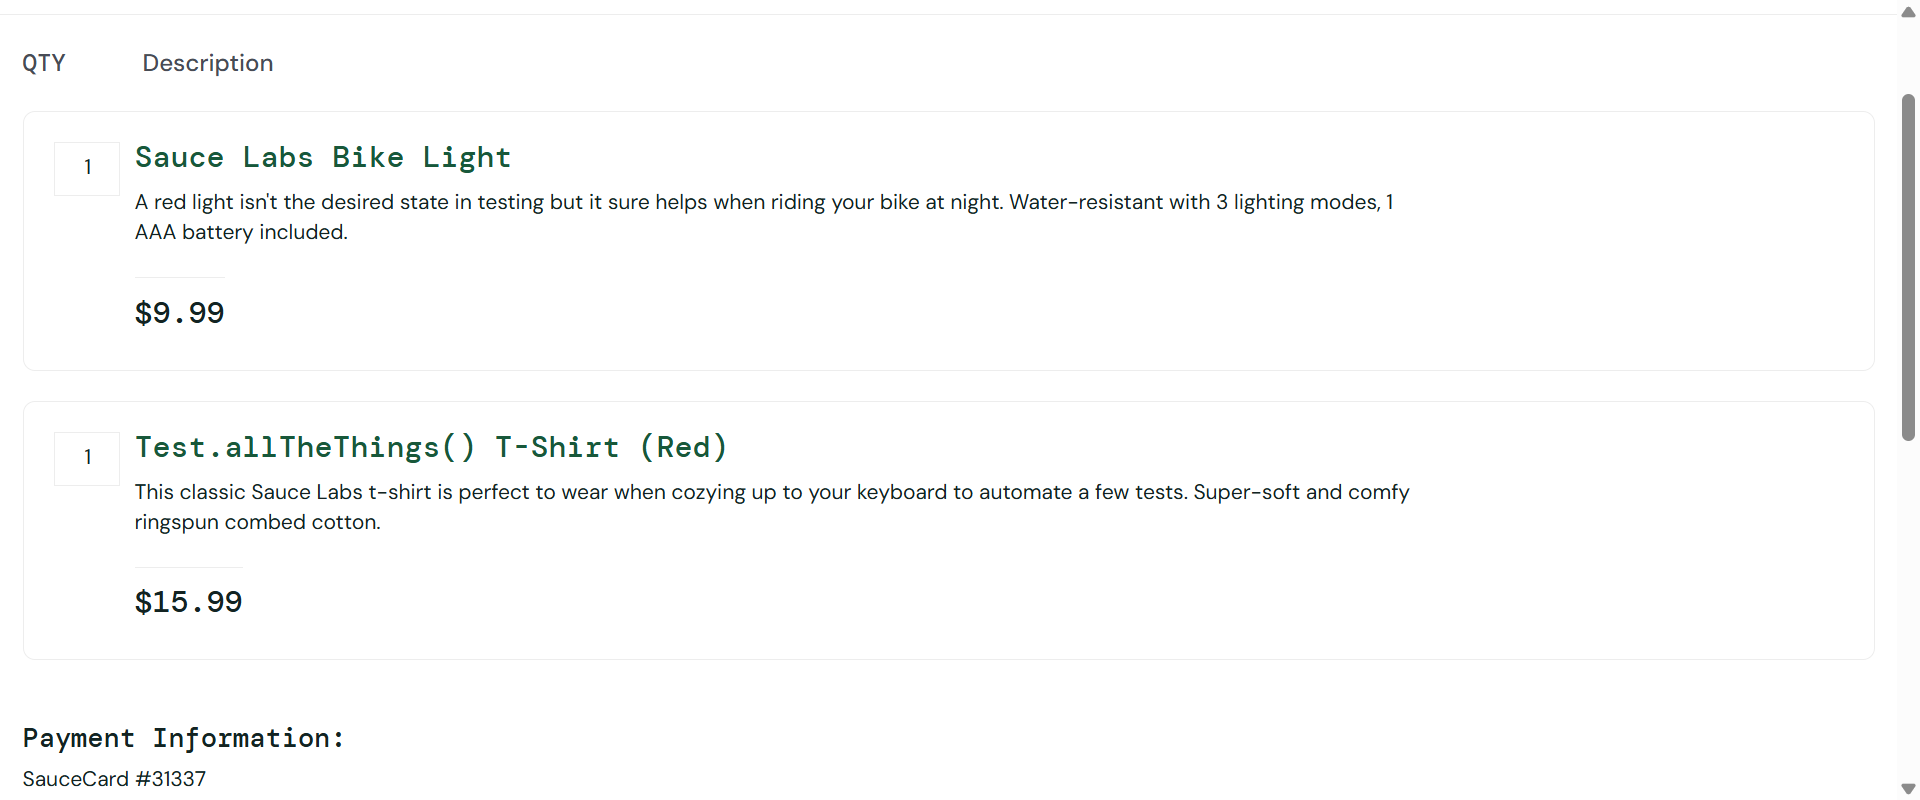 QTY Description
1 Sauce Labs Bike Light
A red light isn't the desired state in testing but it sure helps when riding your bike at night. Water-resistant with 3 lighting modes, 1
AAA battery included.
$9.99
1 Test.allTheThings() T-Shirt (Red)
This classic Sauce Labs t-shirt is perfect to wear when cozying up to your keyboard to automate a few tests. Super-soft and comfy
ringspun combed cotton.
$15.99
Payment Information:
SauceCard #31337